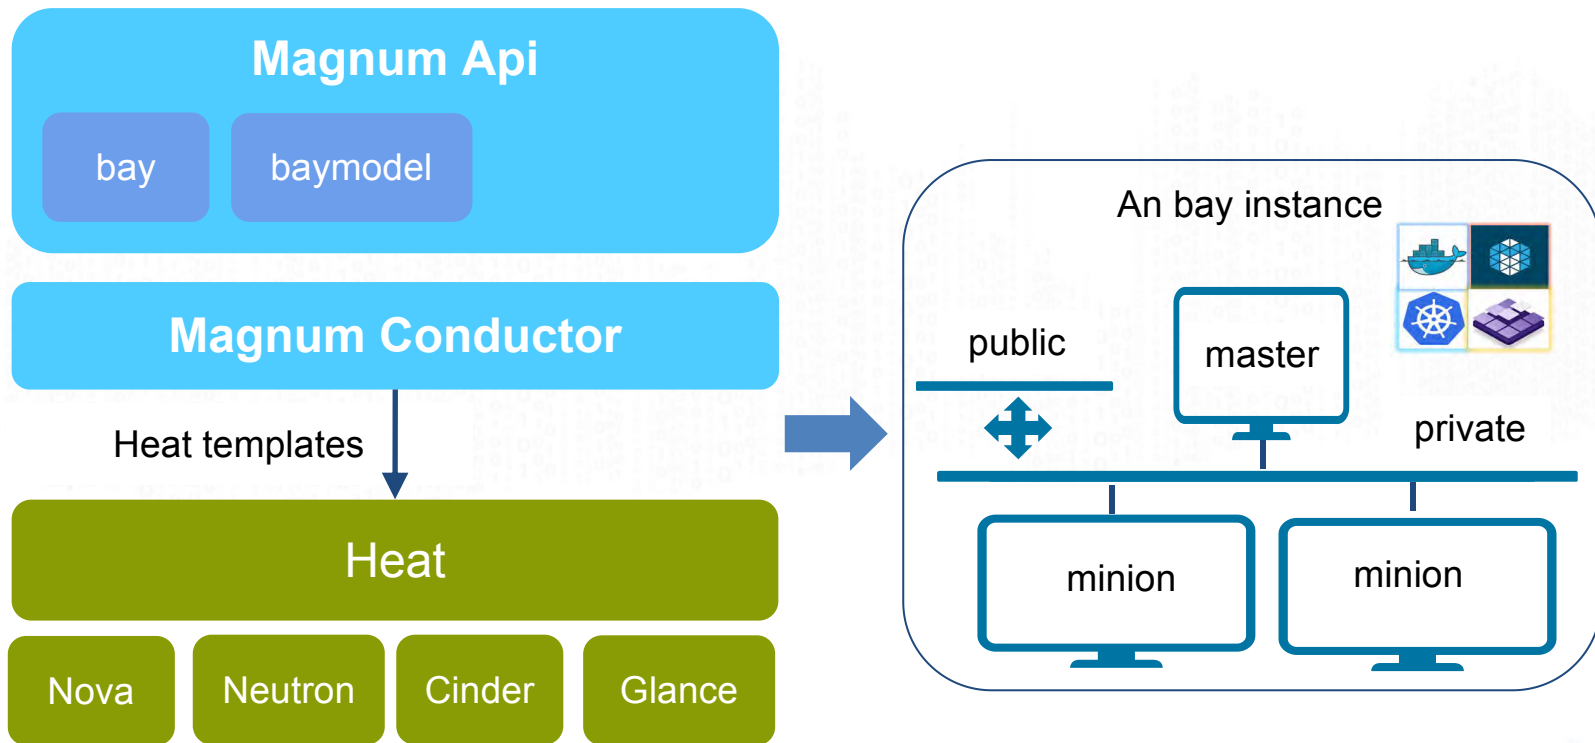 Magnum Api
bay
baymodel
Magnum Conductor
Heat templates
Heat
Nova
Neutron
Cinder
Glance
An bay instance
public
master
private
minion
minion